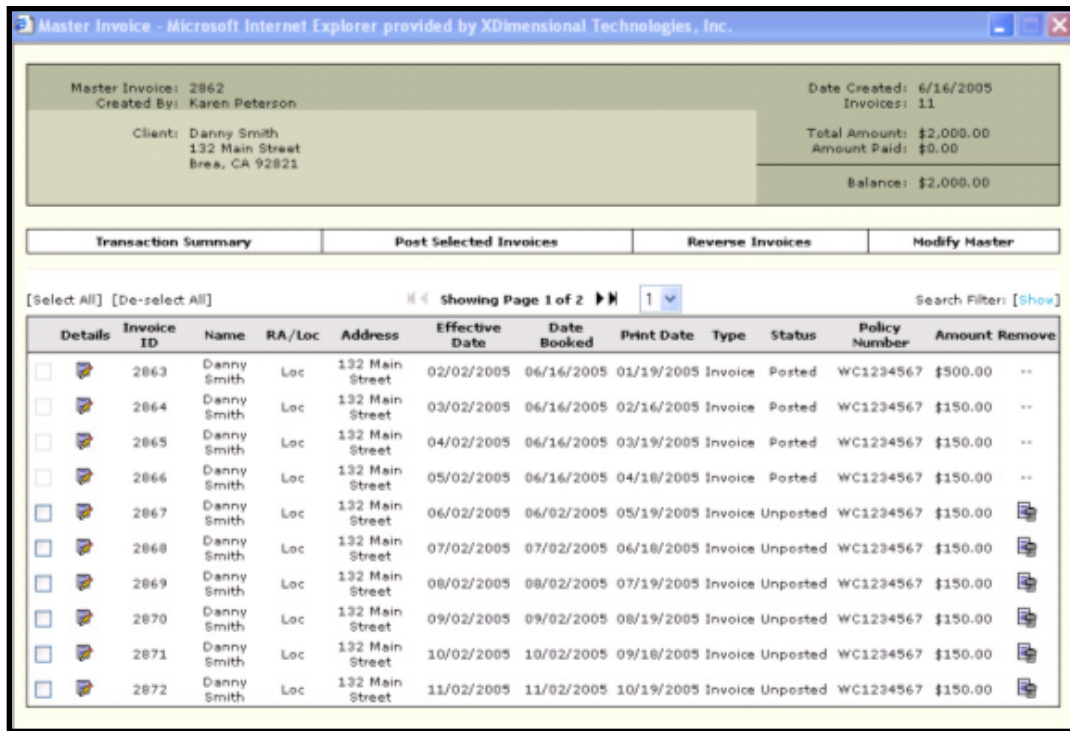 Master Invoice - Microsoft Internet Explorer provided by XDimensional Technologies, Inc.
Master Invoice: 2862 Date Created: 6/16/2005
Created By: Karen Peterson Invoices: 11
Client: Danny Smith Total Amount: $2,000.00
132 Main Street Amount Paid: $0.00
Brea, CA 92821
Balance: $2,000.00
Transaction Summary Post Selected Invoices Reverse Invoices Modify Master
[Select All] [De-select All] Showing Page 1 of 2 1 Search Filter: [Show]
Details Invoice ID Name RA/Loc Address Effective Date Date Booked Print Date Type Status Policy Number Amount Remove
2863 Danny Smith Loc 132 Main Street 02/02/2005 06/16/2005 01/19/2005 Invoice Posted WC1234567 $500.00 --
2864 Danny Smith Loc 132 Main Street 03/02/2005 06/16/2005 02/16/2005 Invoice Posted WC1234567 $150.00 --
2865 Danny Smith Loc 132 Main Street 04/02/2005 06/16/2005 03/19/2005 Invoice Posted WC1234567 $150.00 --
2866 Danny Smith Loc 132 Main Street 05/02/2005 06/16/2005 04/18/2005 Invoice Posted WC1234567 $150.00 --
2867 Danny Smith Loc 132 Main Street 06/02/2005 06/02/2005 05/19/2005 Invoice Unposted WC1234567 $150.00
2868 Danny Smith Loc 132 Main Street 07/02/2005 07/02/2005 06/18/2005 Invoice Unposted WC1234567 $150.00
2869 Danny Smith Loc 132 Main Street 08/02/2005 08/02/2005 07/19/2005 Invoice Unposted WC1234567 $150.00
2870 Danny Smith Loc 132 Main Street 09/02/2005 09/02/2005 08/19/2005 Invoice Unposted WC1234567 $150.00
2871 Danny Smith Loc 132 Main Street 10/02/2005 10/02/2005 09/18/2005 Invoice Unposted WC1234567 $150.00
2872 Danny Smith Loc 132 Main Street 11/02/2005 11/02/2005 10/19/2005 Invoice Unposted WC1234567 $150.00